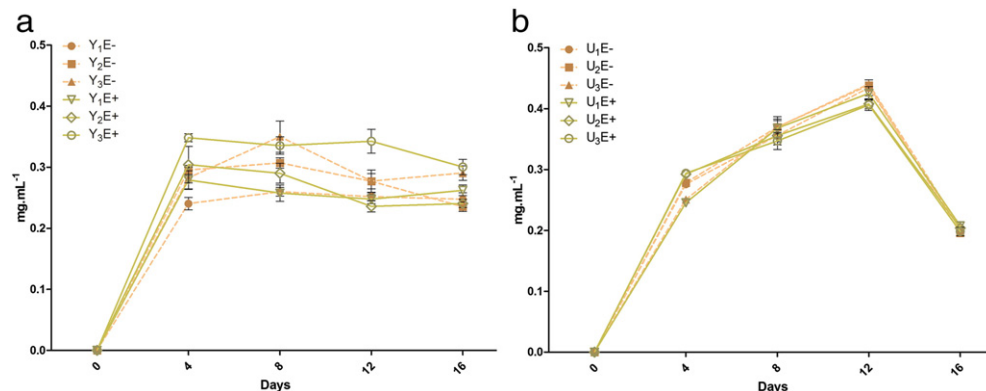 a
Y₁E-
Y₂E-
Y₃E-
Y₁E+
Y₂E+
Y₃E+
mg.mL⁻¹
0.5
0.4
0.3
0.2
0.1
0.0
0 4 8 12 16
Days
b
U₁E-
U₂E-
U₃E-
U₁E+
U₂E+
U₃E+
mg.mL⁻¹
0.5
0.4
0.3
0.2
0.1
0.0
0 4 8 12 16
Days